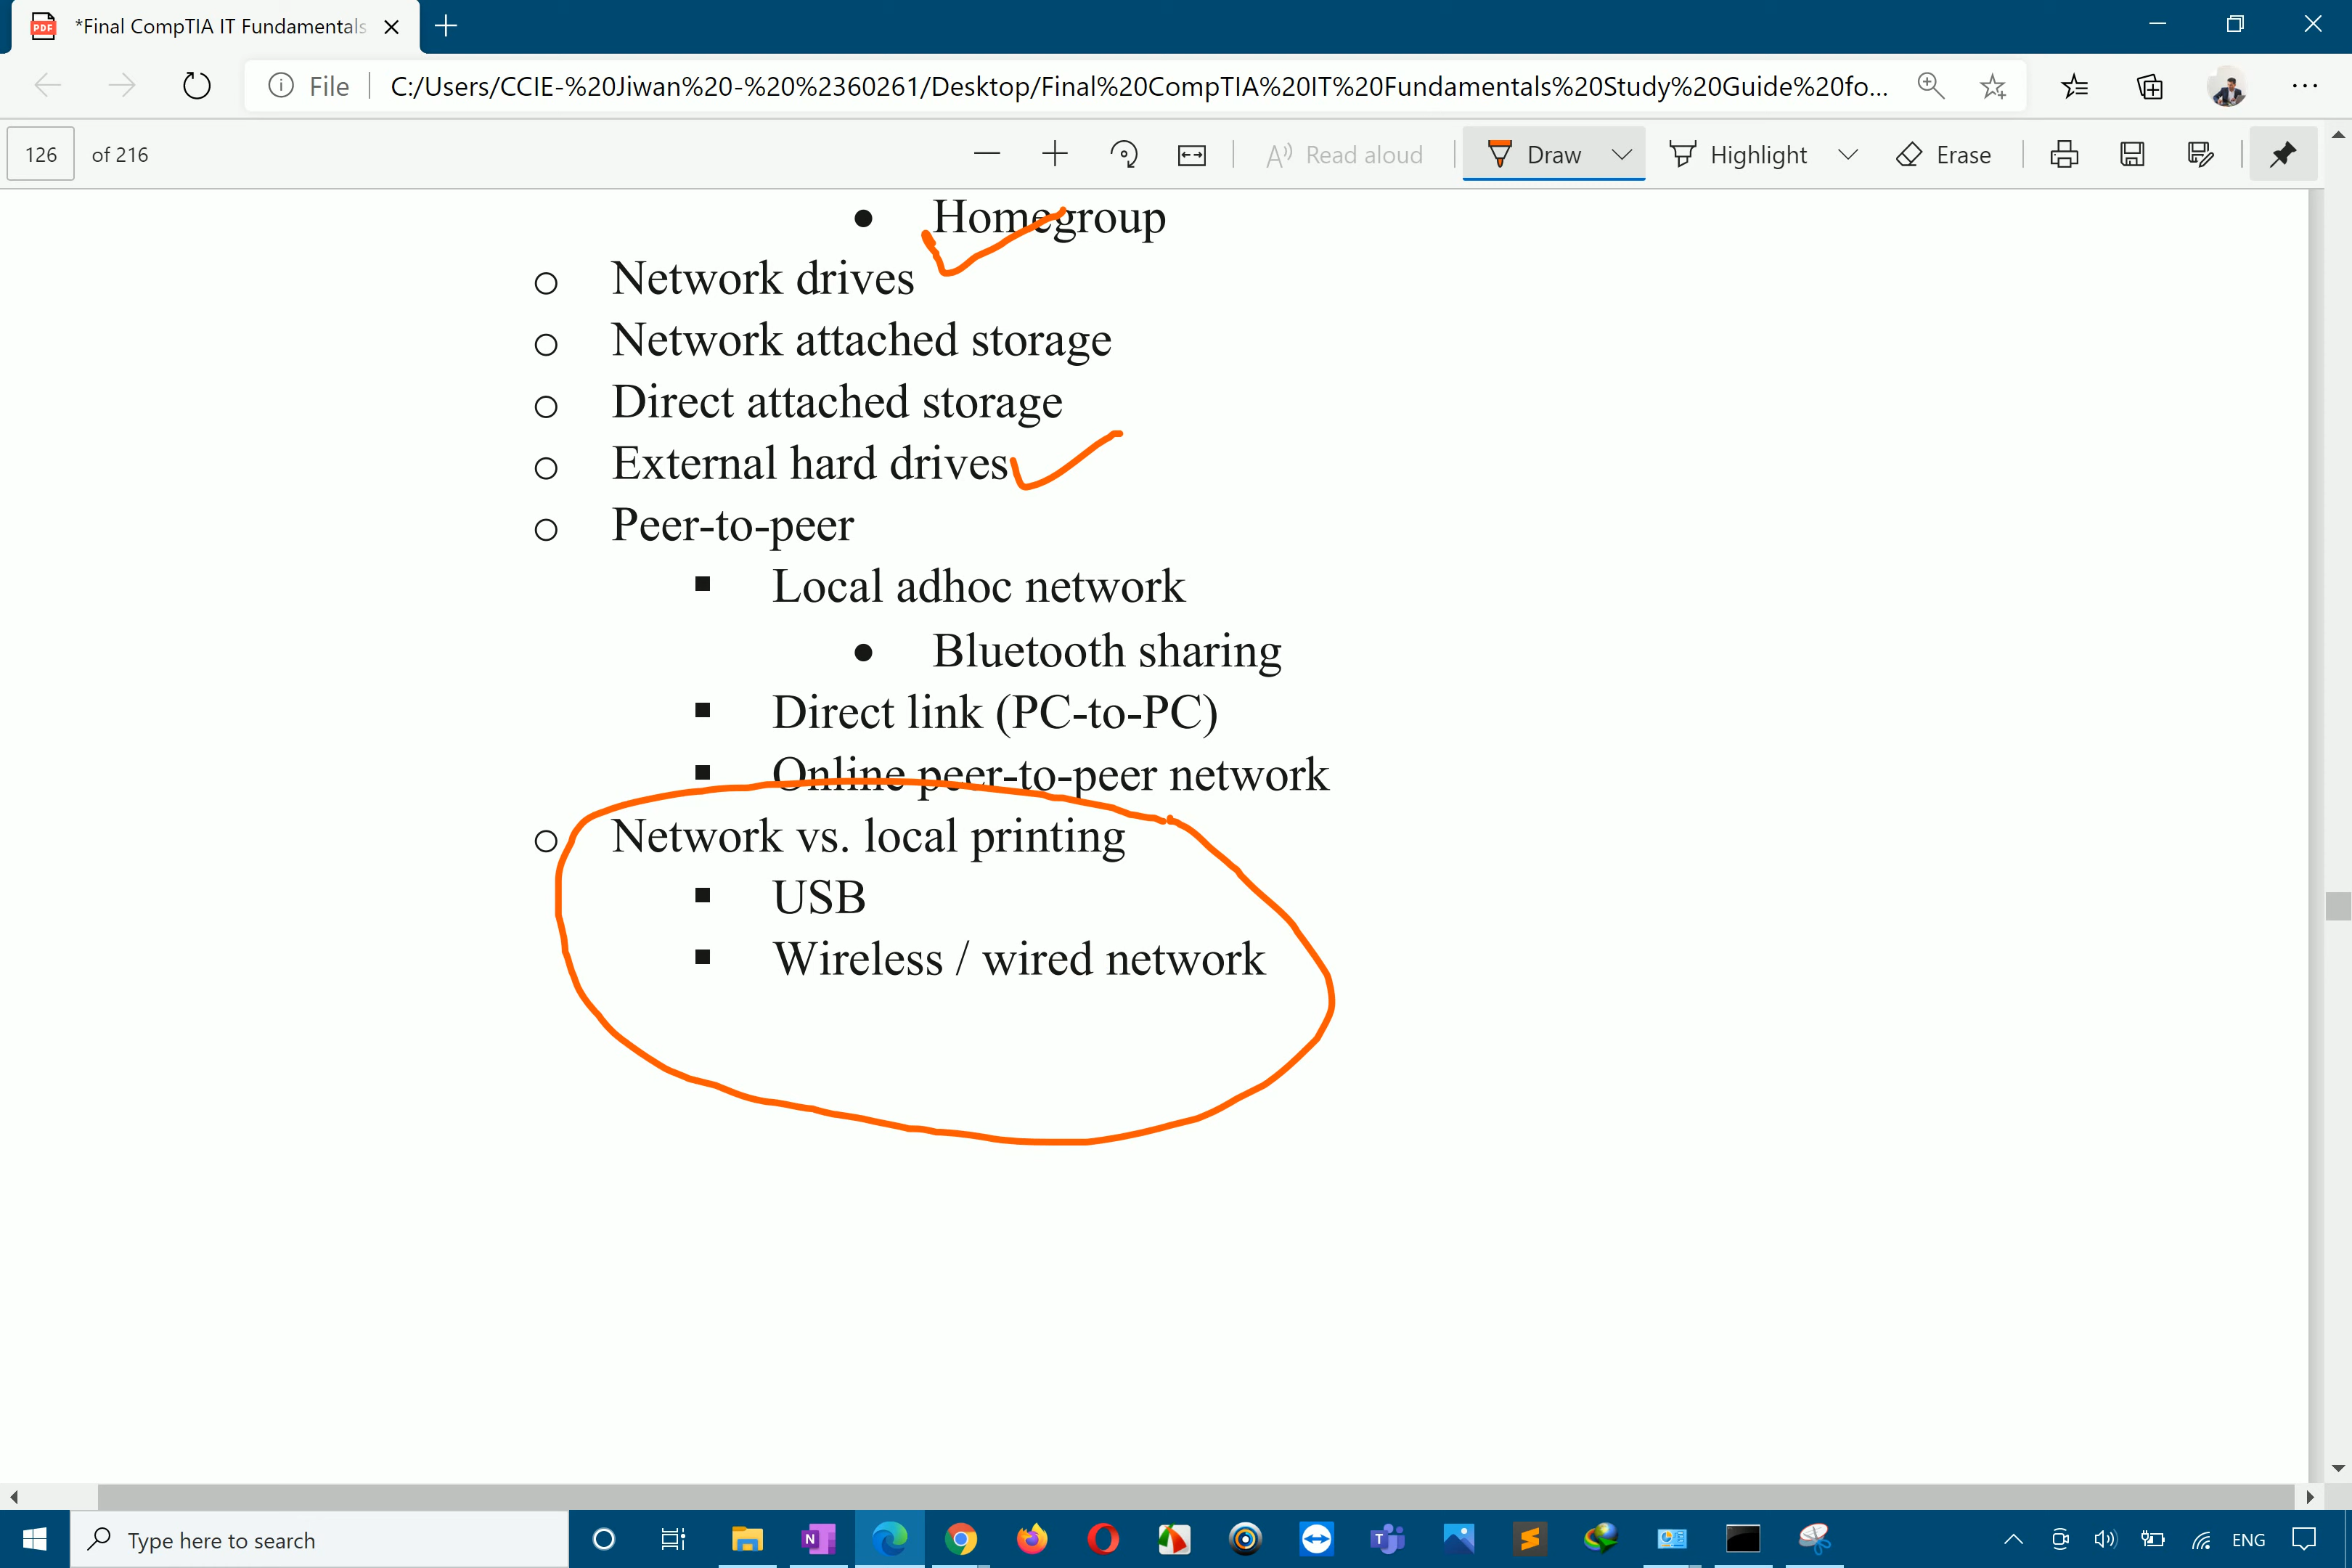 *Final CompTIA IT Fundamentals
File
C:/Users/CCIE-%20Jiwan%20-%20%2360261/Desktop/Final%20CompTIA%20IT%20Fundamentals%20Study%20Guide%20fo...
126 of 216
Read aloud
Draw
Highlight
Erase
• Homegroup
o Network drives
o Network attached storage
o Direct attached storage
o External hard drives
o Peer-to-peer
▪ Local adhoc network
• Bluetooth sharing
▪ Direct link (PC-to-PC)
▪ Online peer-to-peer network
o Network vs. local printing
▪ USB
▪ Wireless / wired network
Type here to search
ENG